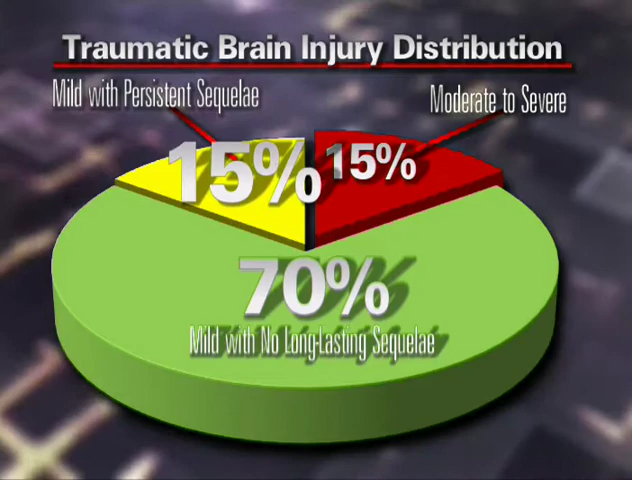 Traumatic Brain Injury Distribution
Mild with Persistent Sequelae
Moderate to Severe
15%
15%
70%
Mild with No Long-Lasting Sequelae